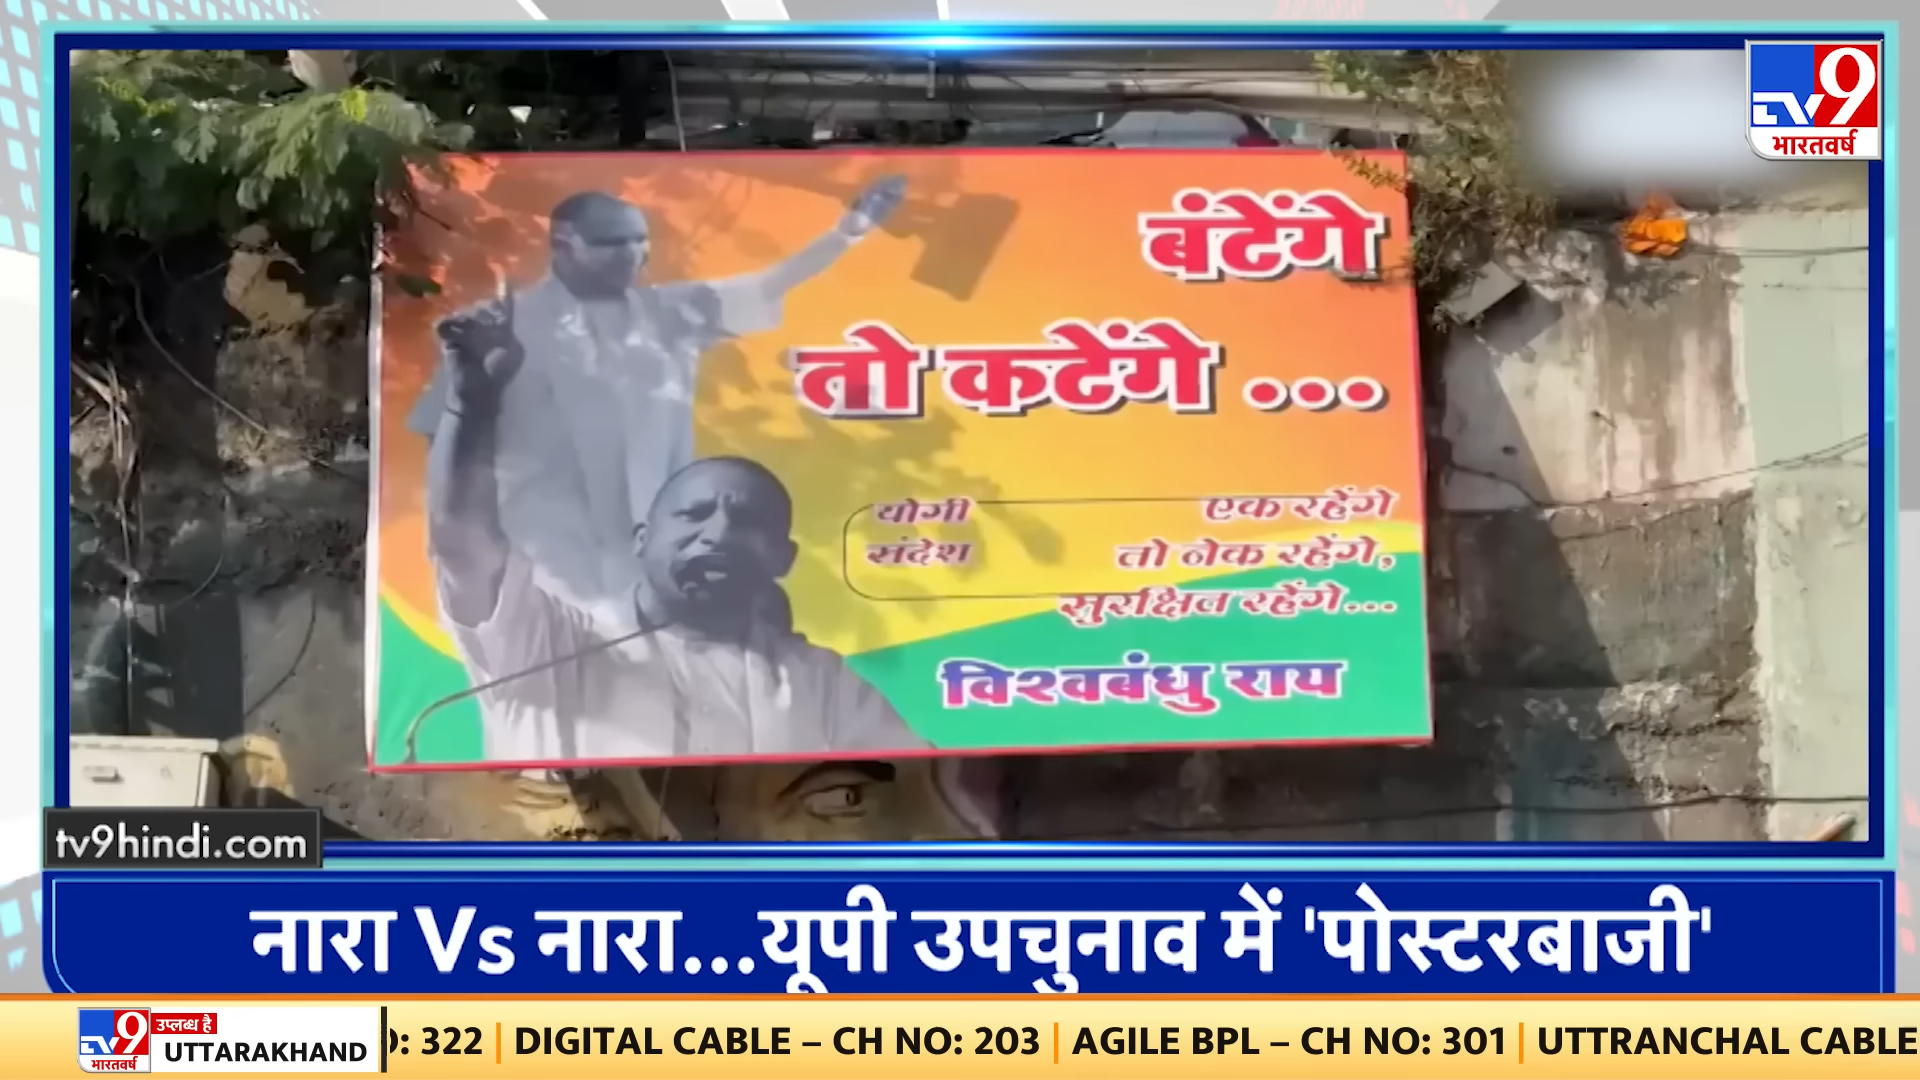 TV9
भारतवर्ष
बंटेंगे
तो कटेंगे ...
योगी
संदेश
एक रहेंगे
तो नेक रहेंगे,
सुरक्षित रहेंगे...
विश्वबंधु राय
tv9hindi.com
नारा Vs नारा...यूपी उपचुनाव में 'पोस्टरबाजी'
TV9
भारतवर्ष
उपलब्ध है
UTTARAKHAND
: 322 | DIGITAL CABLE – CH NO: 203 | AGILE BPL – CH NO: 301 | UTTRANCHAL CABLE